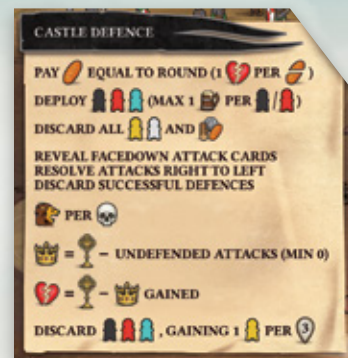 CASTLE DEFENCE
PAY EQUAL TO ROUND (1 PER )
DEPLOY (MAX 1 PER / )
DISCARD ALL AND
REVEAL FACEDOWN ATTACK CARDS
RESOLVE ATTACKS RIGHT TO LEFT
DISCARD SUCCESSFUL DEFENCES
PER
= - UNDEFENDED ATTACKS (MIN 0)
= - GAINED
DISCARD , GAINING 1 PER 3